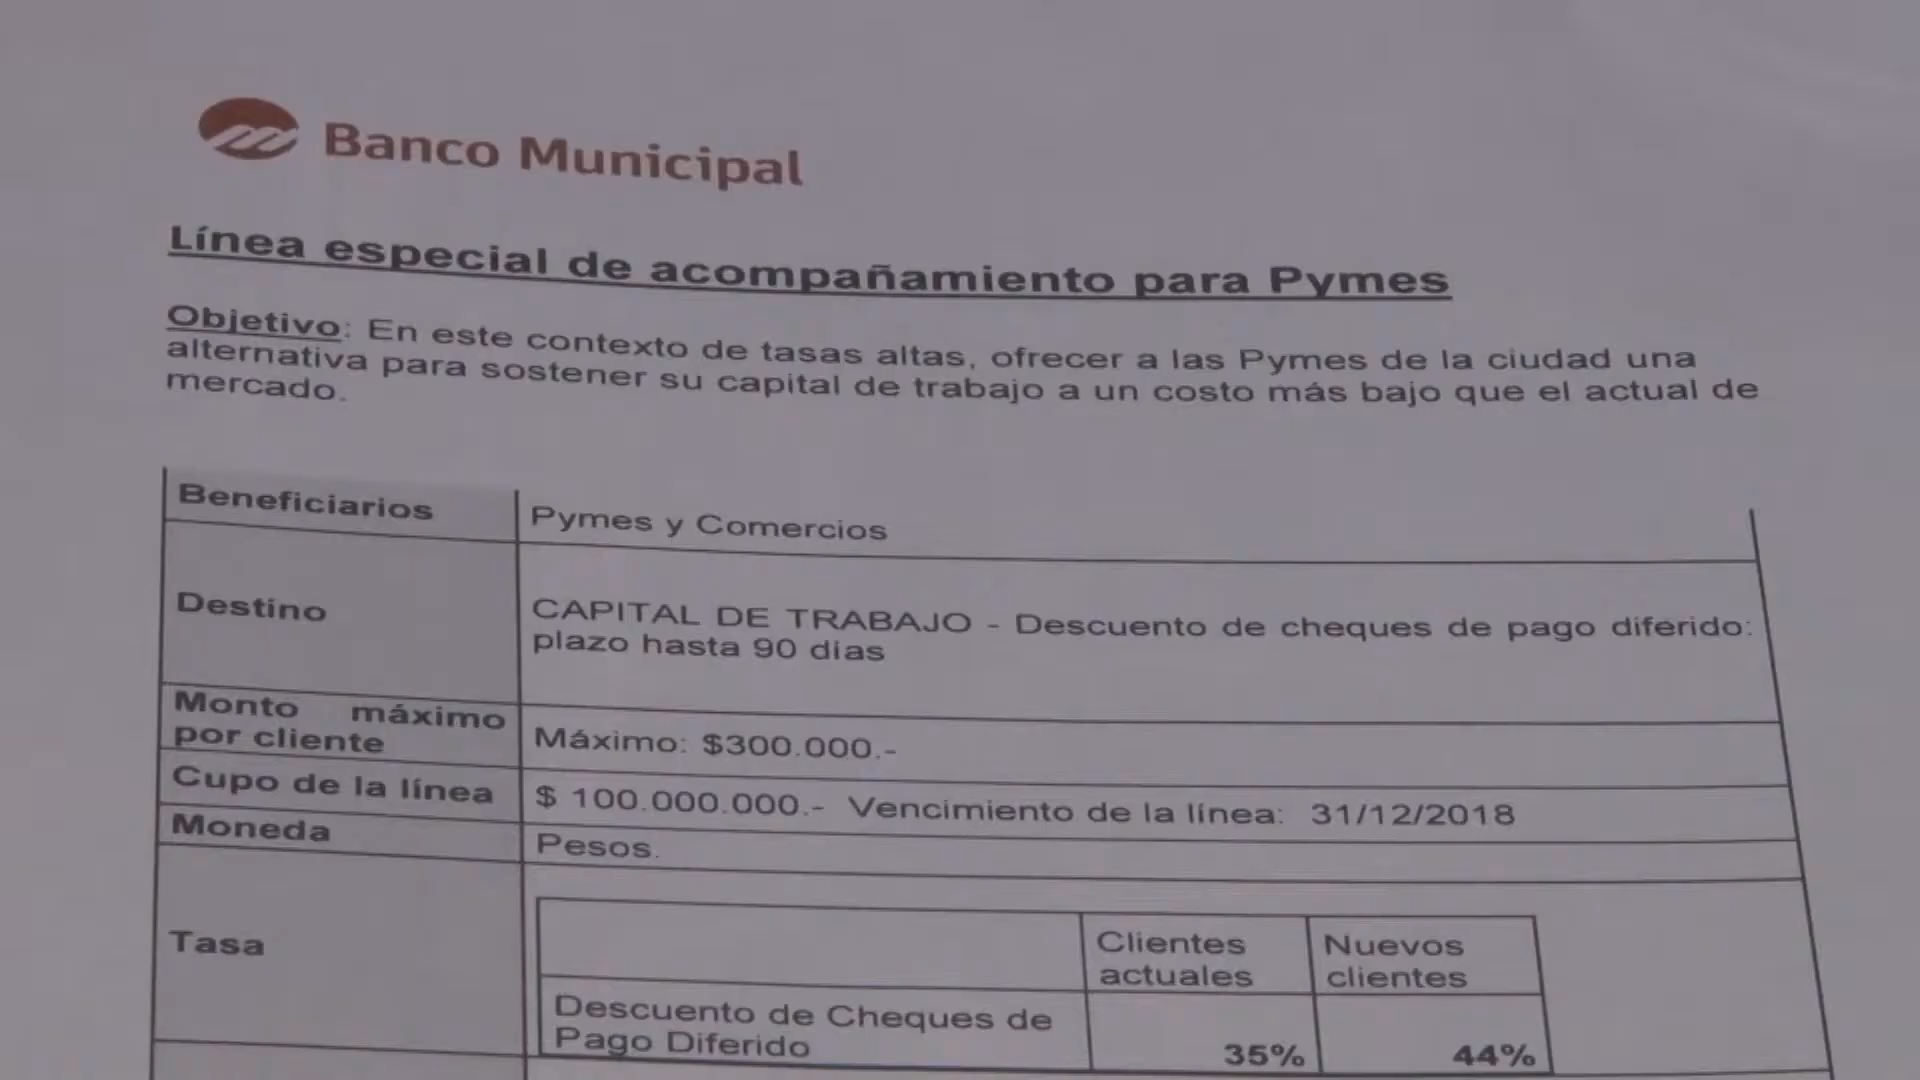 Banco Municipal
Línea especial de acompañamiento para Pymes
Objetivo: En este contexto de tasas altas, ofrecer a las Pymes de la ciudad una
alternativa para sostener su capital de trabajo a un costo más bajo que el actual de
mercado.
Beneficiarios
Pymes y Comercios
Destino
CAPITAL DE TRABAJO - Descuento de cheques de pago diferido:
plazo hasta 90 dias
Monto máximo
por cliente
Máximo: $300.000.-
Cupo de la línea
$ 100.000.000.- Vencimiento de la línea: 31/12/2018
Moneda
Pesos.
Tasa
Clientes
actuales
Nuevos
clientes
Descuento de Cheques de
Pago Diferido
35%
44%